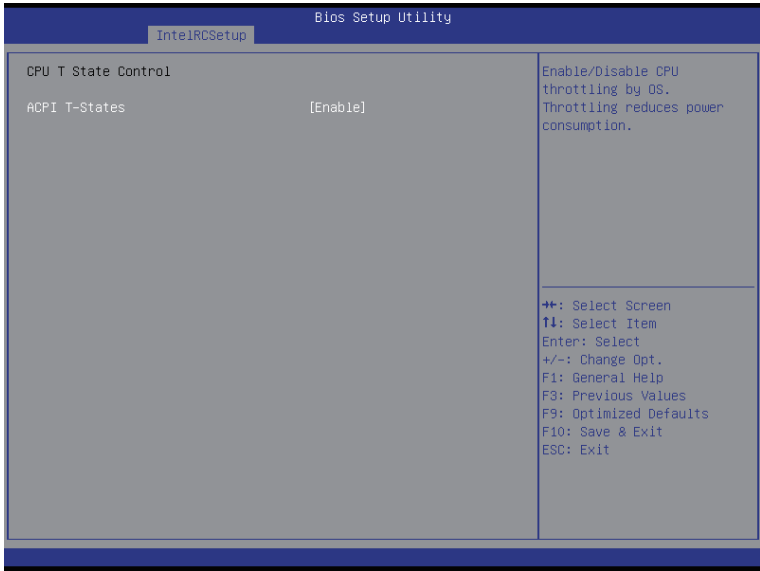 Bios Setup Utility
IntelRCSetup
CPU T State Control
ACPI T-States [Enable]
Enable/Disable CPU
throttling by OS.
Throttling reduces power
consumption.
→←: Select Screen
↑↓: Select Item
Enter: Select
+/-: Change Opt.
F1: General Help
F3: Previous Values
F9: Optimized Defaults
F10: Save & Exit
ESC: Exit